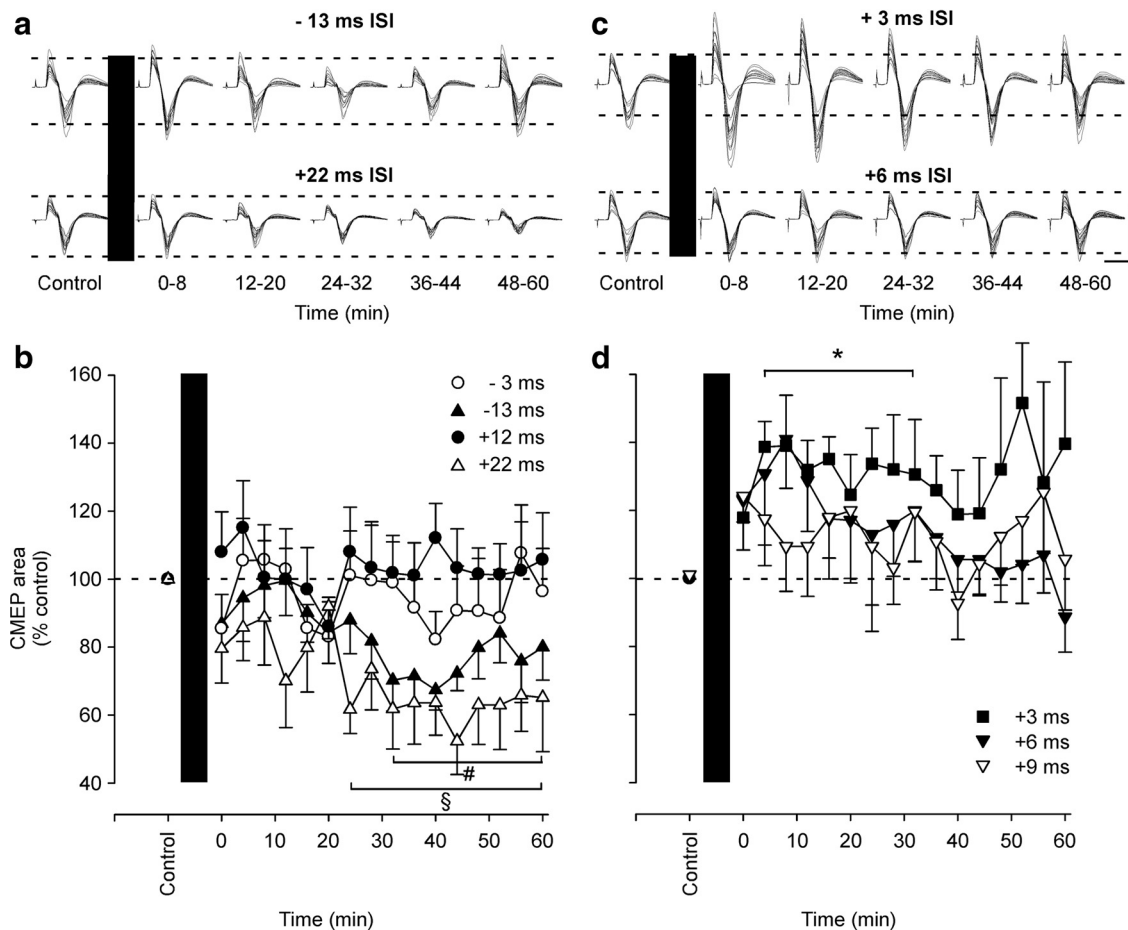 a
- 13 ms ISI
+22 ms ISI
Control 0-8 12-20 24-32 36-44 48-60
Time (min)
c
+ 3 ms ISI
+6 ms ISI
Control 0-8 12-20 24-32 36-44 48-60
Time (min)
b
CMEP area
(% control)
160
140
120
100
80
60
40
- 3 ms
-13 ms
+12 ms
+22 ms
#
§
Control 0 10 20 30 40 50 60
Time (min)
d
*
+3 ms
+6 ms
+9 ms
Control 0 10 20 30 40 50 60
Time (min)